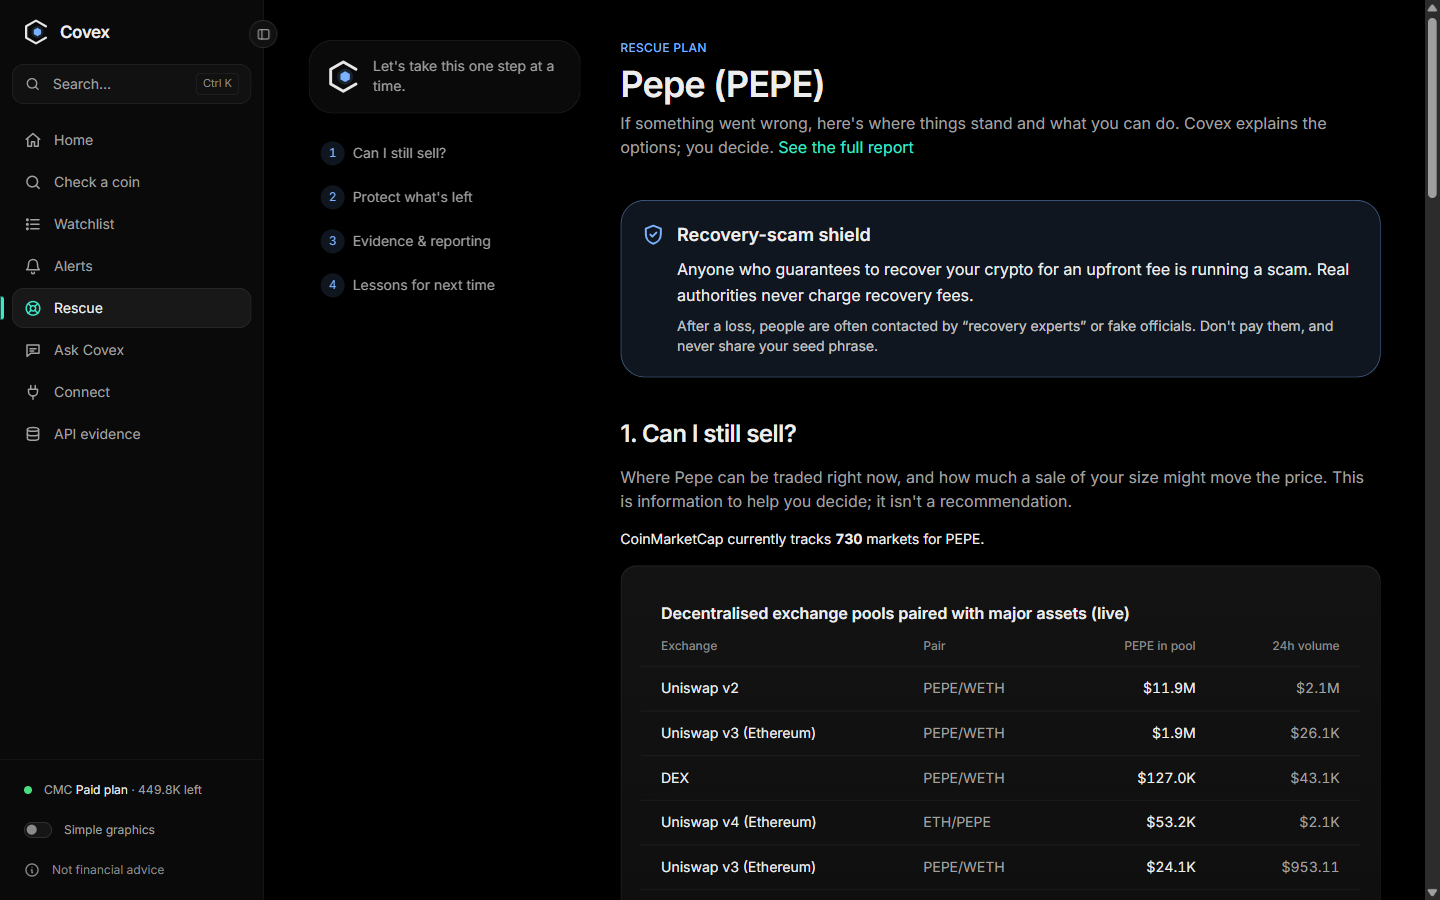 Covex
Search...
Ctrl K
Home
Check a coin
Watchlist
Alerts
Rescue
Ask Covex
Connect
API evidence
CMC Paid plan · 449.8K left
Simple graphics
Not financial advice
Let's take this one step at a
time.
1 Can I still sell?
2 Protect what's left
3 Evidence & reporting
4 Lessons for next time
RESCUE PLAN
Pepe (PEPE)
If something went wrong, here's where things stand and what you can do. Covex explains the
options; you decide. See the full report
Recovery-scam shield
Anyone who guarantees to recover your crypto for an upfront fee is running a scam. Real
authorities never charge recovery fees.
After a loss, people are often contacted by “recovery experts” or fake officials. Don't pay them, and
never share your seed phrase.
1. Can I still sell?
Where Pepe can be traded right now, and how much a sale of your size might move the price. This
is information to help you decide; it isn't a recommendation.
CoinMarketCap currently tracks 730 markets for PEPE.
Decentralised exchange pools paired with major assets (live)
Exchange Pair PEPE in pool 24h volume
Uniswap v2 PEPE/WETH $11.9M $2.1M
Uniswap v3 (Ethereum) PEPE/WETH $1.9M $26.1K
DEX PEPE/WETH $127.0K $43.1K
Uniswap v4 (Ethereum) ETH/PEPE $53.2K $2.1K
Uniswap v3 (Ethereum) PEPE/WETH $24.1K $953.11